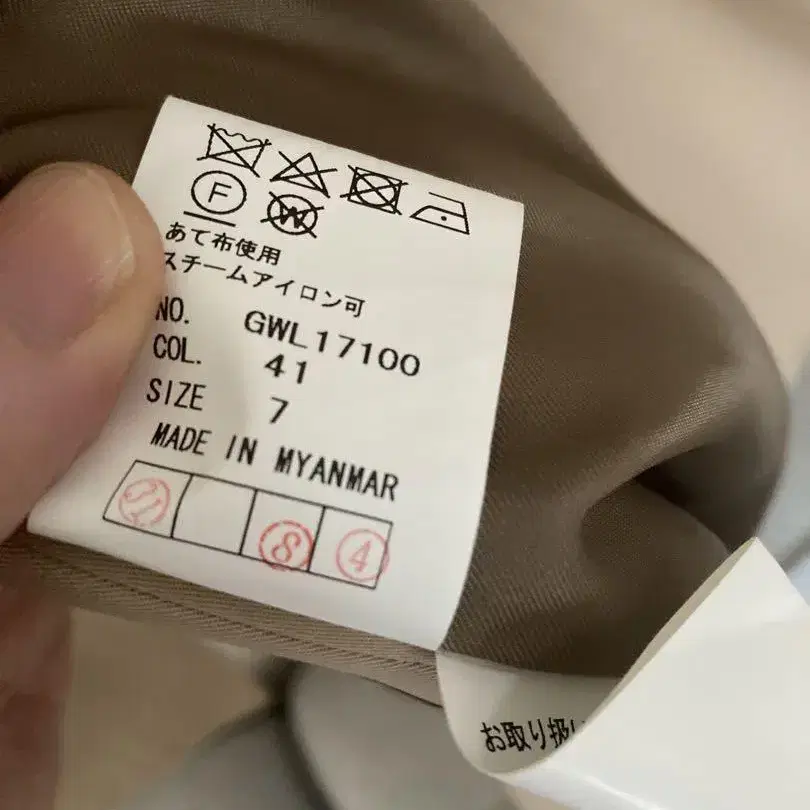 F
W
あて布使用
スチームアイロン可
NO. GWL17100
COL. 41
SIZE 7
MADE IN MYANMAR
8 4
お取り扱い